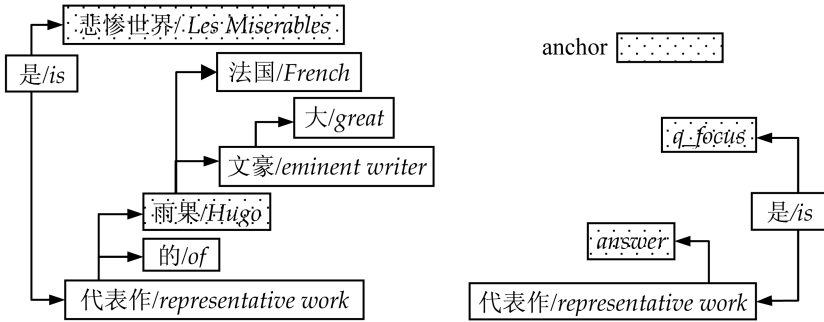 悲惨世界/Les Miserables
是/is
法国/French
大/great
文豪/eminent writer
雨果/Hugo
的/of
代表作/representative work
anchor
q_focus
是/is
answer
代表作/representative work